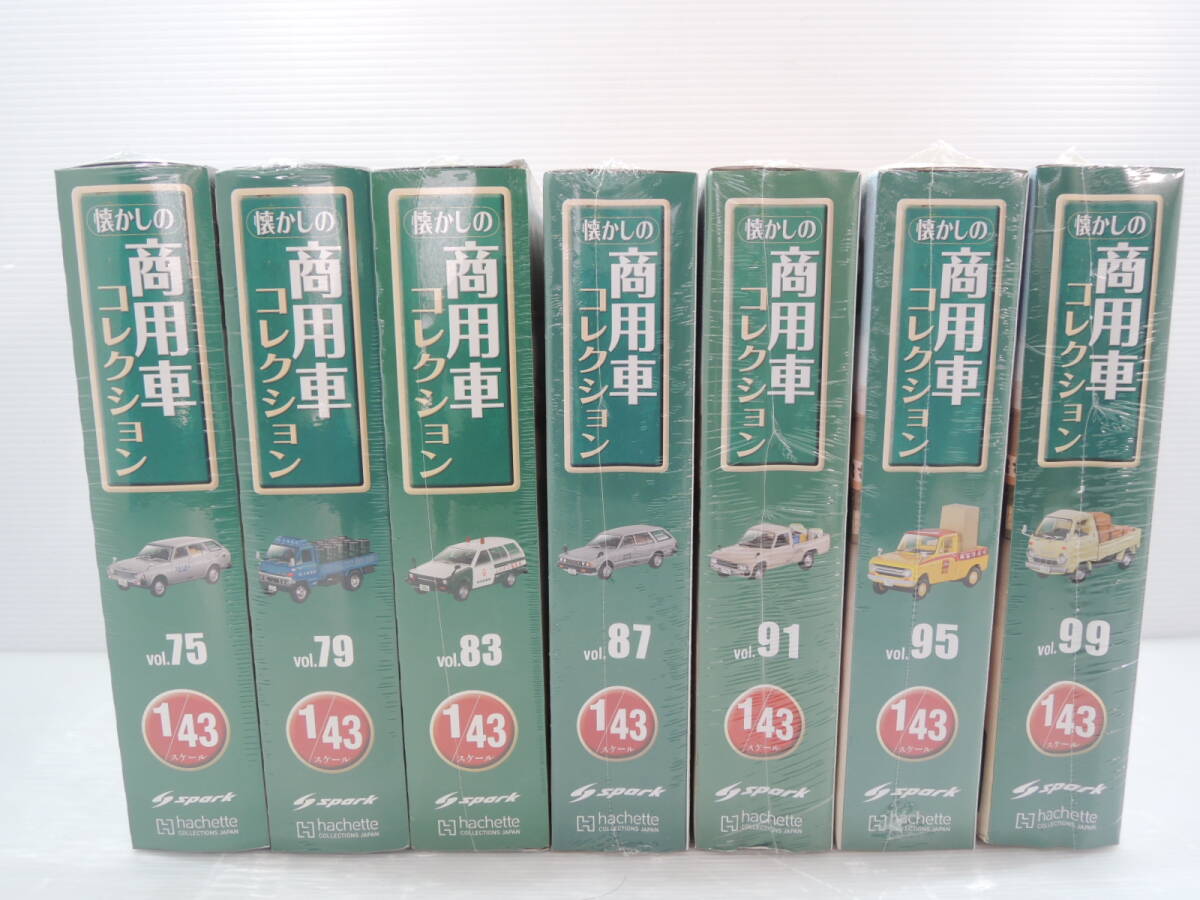 懐かしの
商用車
コレクション
vol.75
1/43
スケール
spark
hachette
COLLECTIONS JAPAN
懐かしの
商用車
コレクション
vol.79
1/43
スケール
spark
hachette
COLLECTIONS JAPAN
懐かしの
商用車
コレクション
vol.83
1/43
スケール
spark
hachette
COLLECTIONS JAPAN
懐かしの
商用車
コレクション
vol.87
1/43
スケール
spark
hachette
COLLECTIONS JAPAN
懐かしの
商用車
コレクション
vol.91
1/43
スケール
spark
hachette
COLLECTIONS JAPAN
懐かしの
商用車
コレクション
vol.95
1/43
スケール
spark
hachette
COLLECTIONS JAPAN
懐かしの
商用車
コレクション
vol.99
1/43
スケール
spark
hachette
COLLECTIONS JAPAN